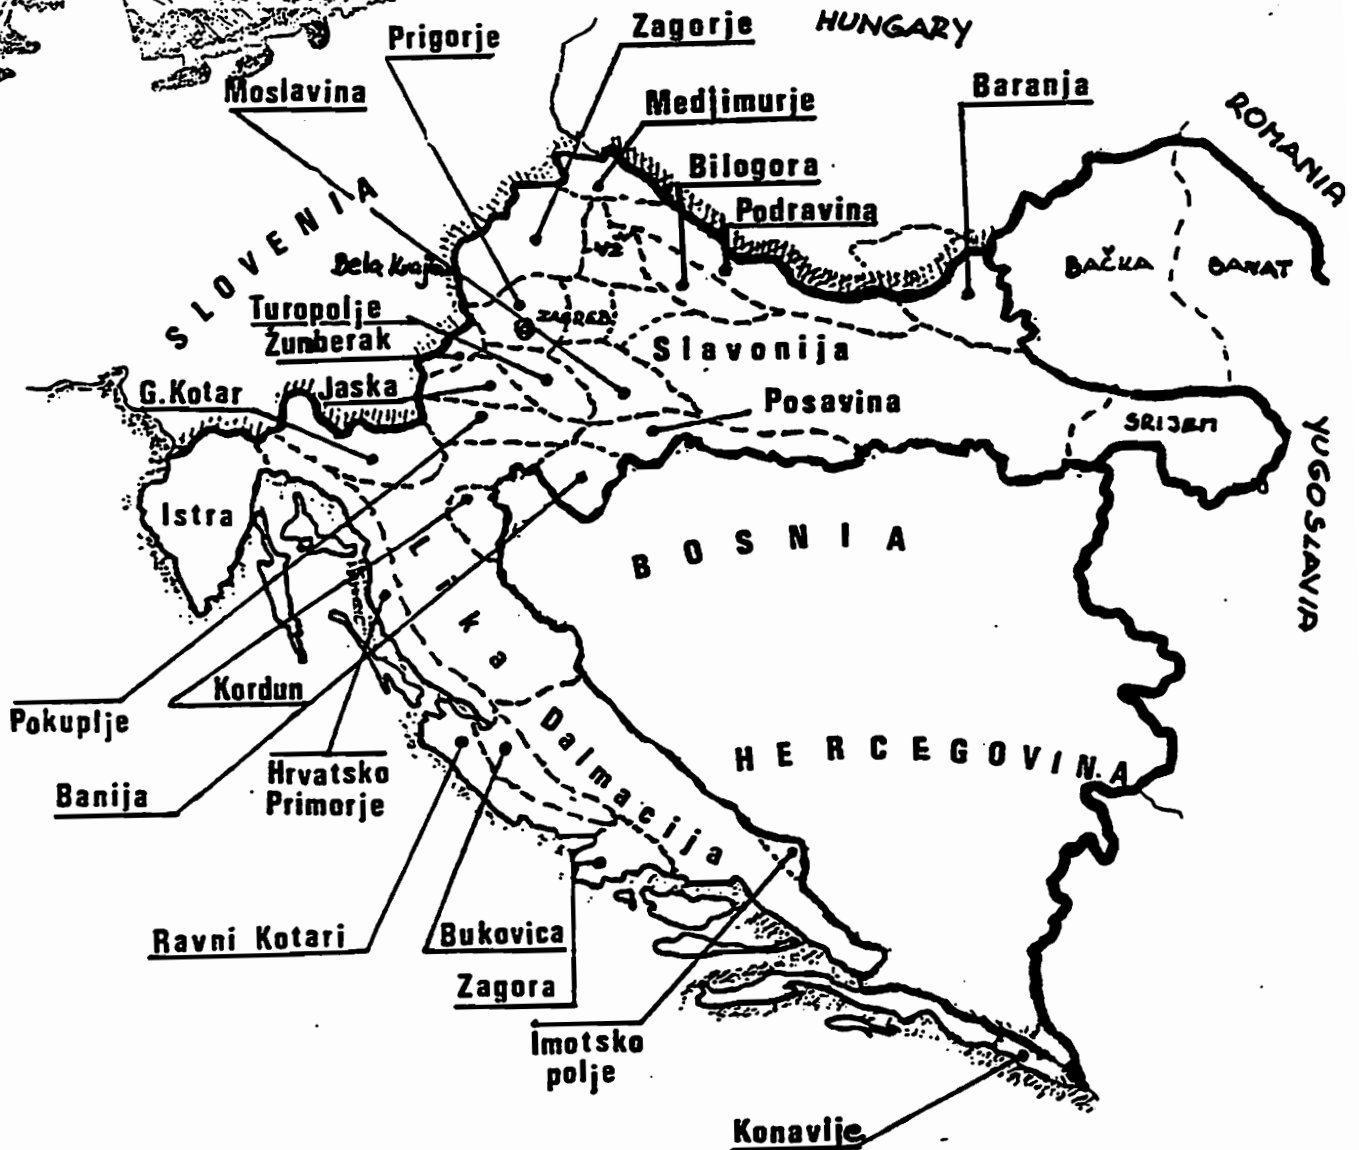 HUNGARY
Zagorje
Prigorje
Moslavina
Medjimurje
Baranja
ROMANIA
Bilogora
Podravina
SLOVENIA
VŽ
BAČKA
BANAT
Bela Krajina
Turopolje
ZAGREB
Žumberak
Slavonija
G.Kotar
Jaska
Posavina
SRIJEM
YUGOSLAVIA
Istra
BOSNIA
Lika
Kordun
Pokuplje
Dalmacija
HERCEGOVINA
Hrvatsko
Primorje
Banija
Ravni Kotari
Bukovica
Zagora
Imotsko
polje
Konavlje